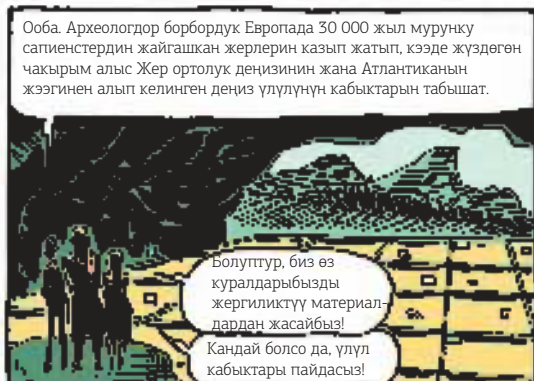 Ооба. Археологдор борбордук Европада 30 000 жыл мурунку
сапиенстердин жайгашкан жерлерин казып жатып, кээде жүздөгөн
чакырым алыс Жер ортолук деңизинин жана Атлантиканын
жээгинен алып келинген деңиз үлүлүнүн кабыктарын табышат.
Болуптур, биз өз
куралдарыбызды
жергиликтүү материал-
дардан жасайбыз!
Кандай болсо да, үлүл
кабыктары пайдасыз!